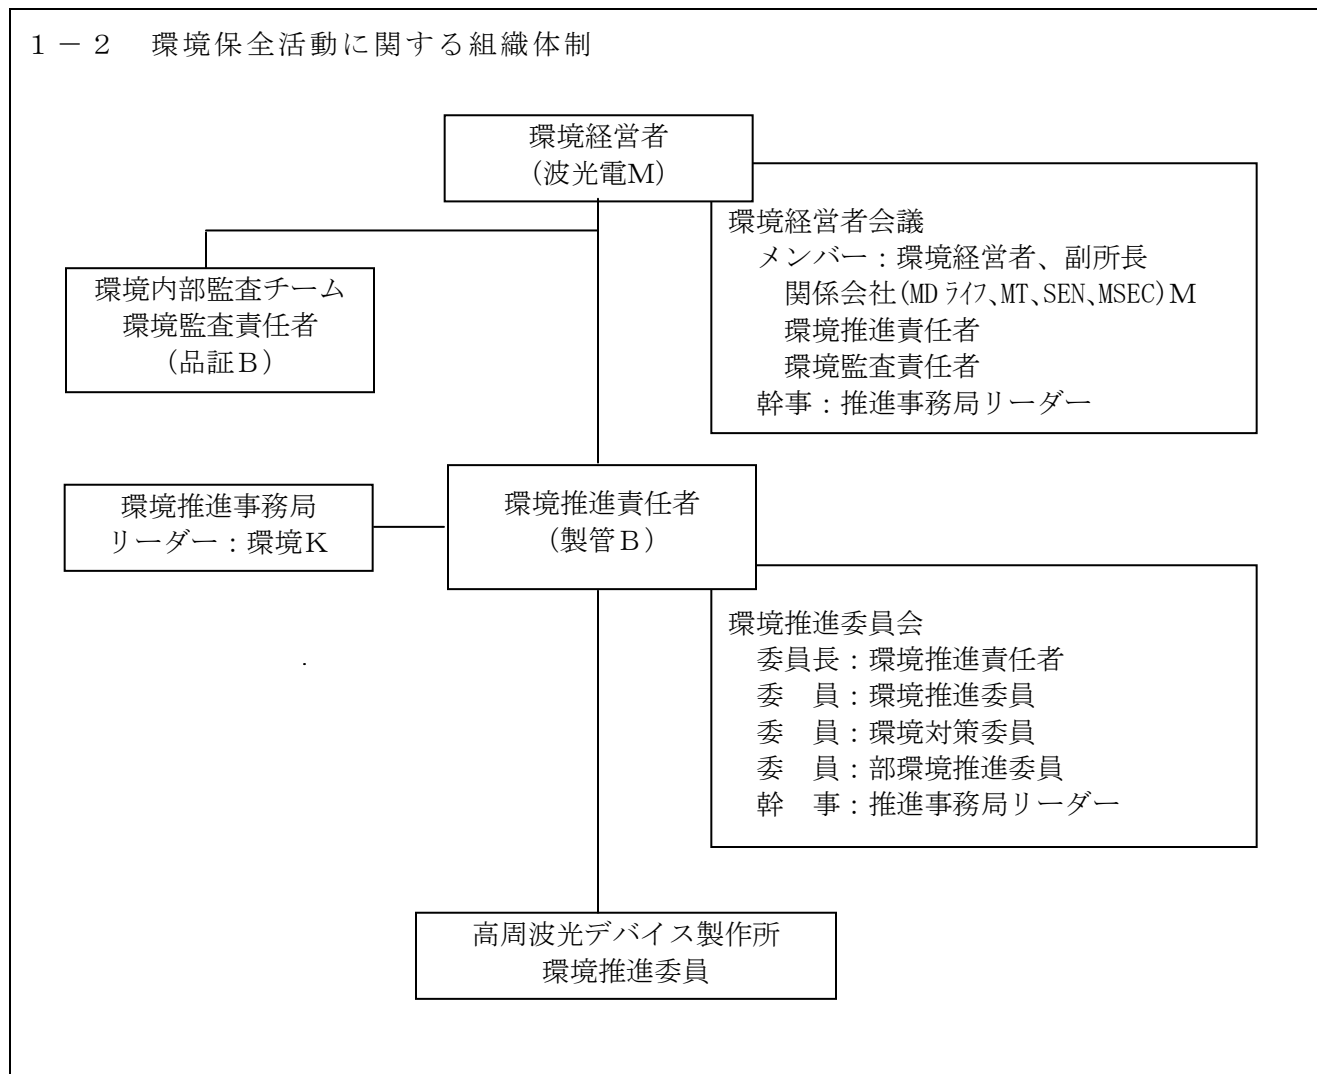 １－２　環境保全活動に関する組織体制
環境経営者
(波光電Ｍ)
環境経営者会議
メンバー：環境経営者、副所長
関係会社(MD ﾗｲﾌ、MT、SEN、MSEC)Ｍ
環境推進責任者
環境監査責任者
幹事：推進事務局リーダー
環境内部監査チーム
環境監査責任者
(品証Ｂ)
環境推進事務局
リーダー：環境Ｋ
環境推進責任者
(製管Ｂ)
環境推進委員会
委員長：環境推進責任者
委　員：環境推進委員
委　員：環境対策委員
委　員：部環境推進委員
幹　事：推進事務局リーダー
高周波光デバイス製作所
環境推進委員